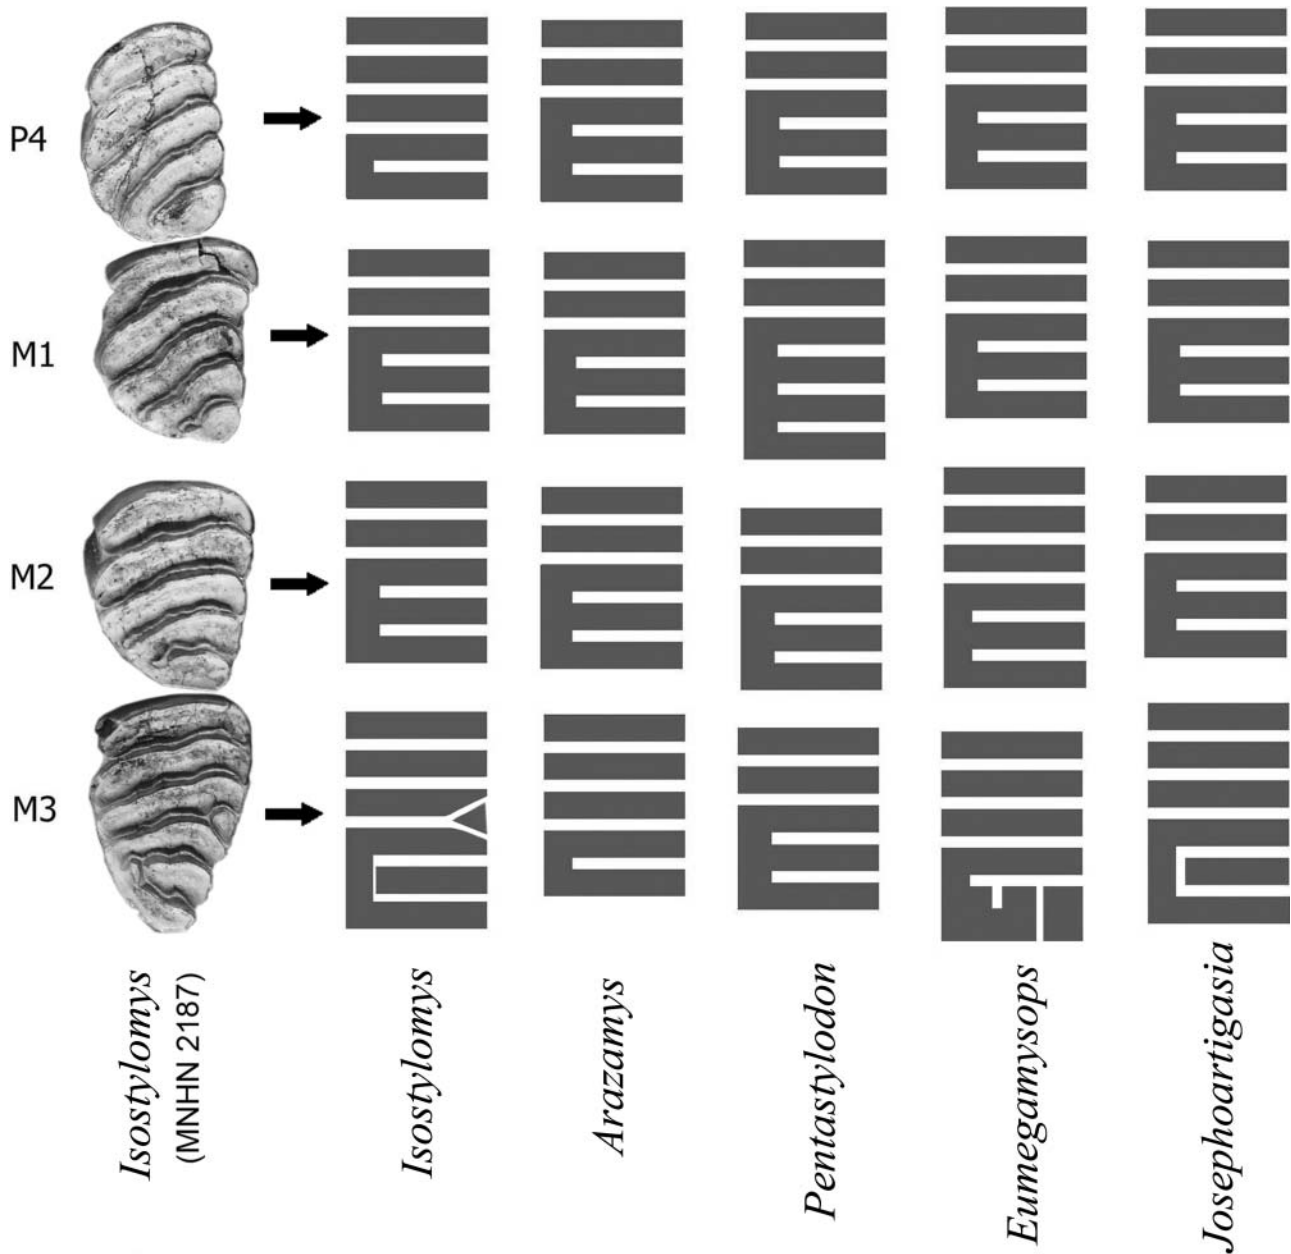 P4
M1
M2
M3
Isostylomys
(MNHN 2187)
Isostylomys
Arazamys
Pentastylodon
Eumegamysops
Josephoartigasia